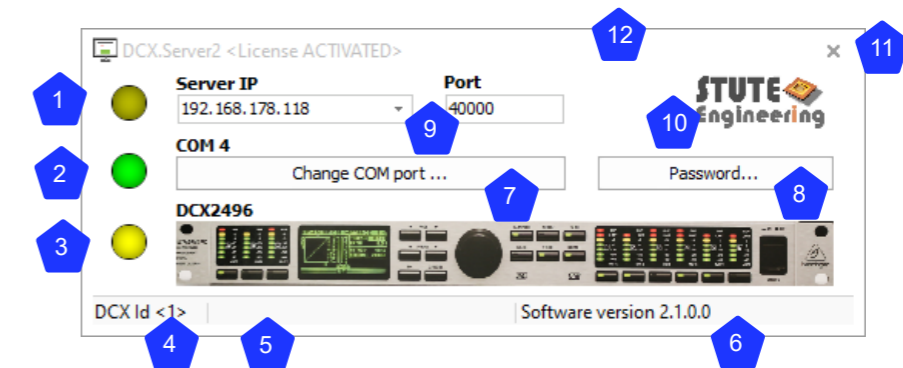 12
DCX.Server2 <License ACTIVATED>
11
1
Server IP
Port
192.168.178.118
40000
STUTE
Engineering
9
10
2
COM 4
Change COM port ...
Password...
7
8
3
DCX2496
DCX Id <1>
Software version 2.1.0.0
4
5
6